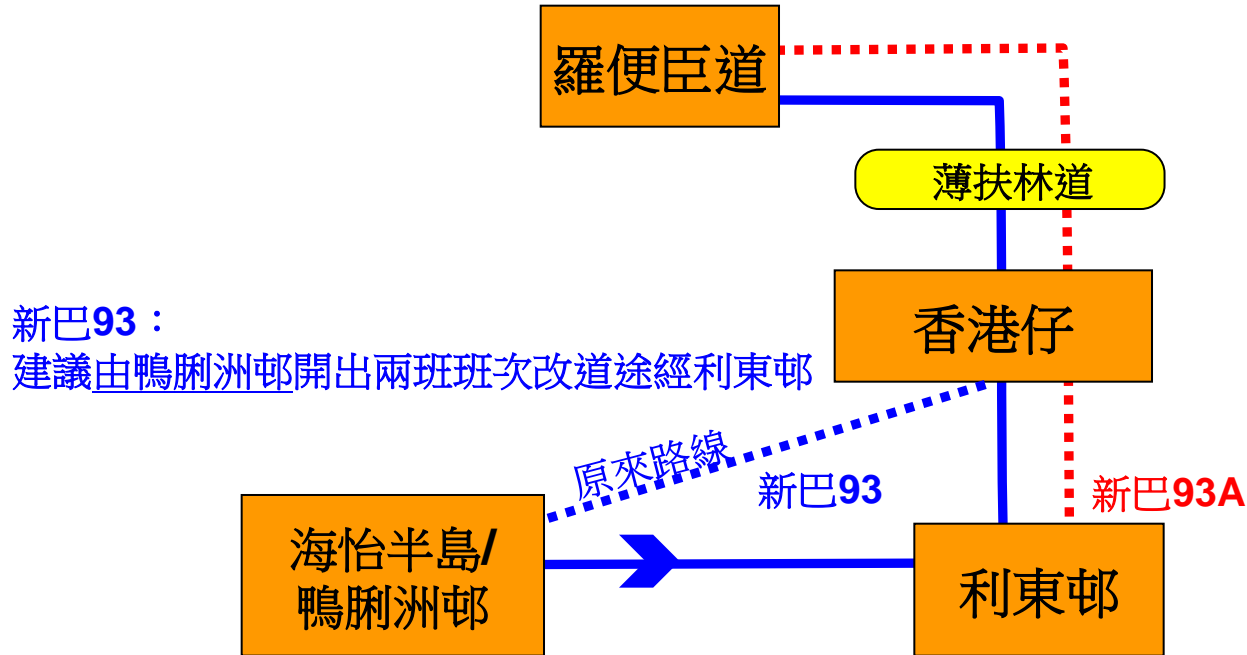 羅便臣道
薄扶林道
香港仔
新巴93：
建議由鴨脷洲邨開出兩班班次改道途經利東邨
原來路線
新巴93
新巴93A
海怡半島/
鴨脷洲邨
利東邨